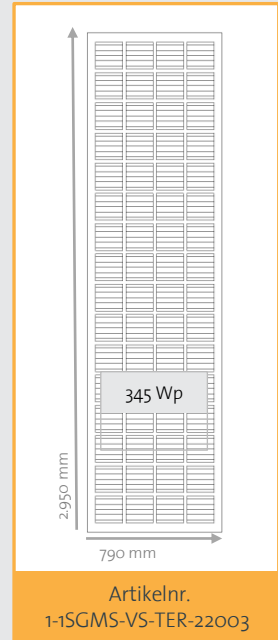 345 Wp
2.950 mm
790 mm
Artikelnr.
1-1SGMS-VS-TER-22003